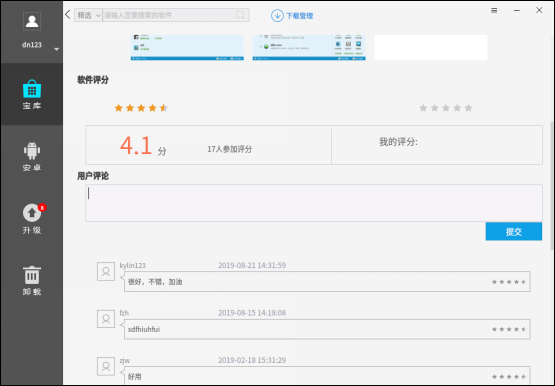 精选 请输入您要搜索的软件 下载管理
dn123
宝库
安卓
8
升级
卸载
软件评分
4.1 分 17人参加评分 我的评分:
用户评论
提交
kylin123 2019-08-21 14:31:59
很好，不错，加油
fzh 2019-08-15 14:18:08
sdfhiuhfui
zjw 2019-02-18 15:31:29
好用